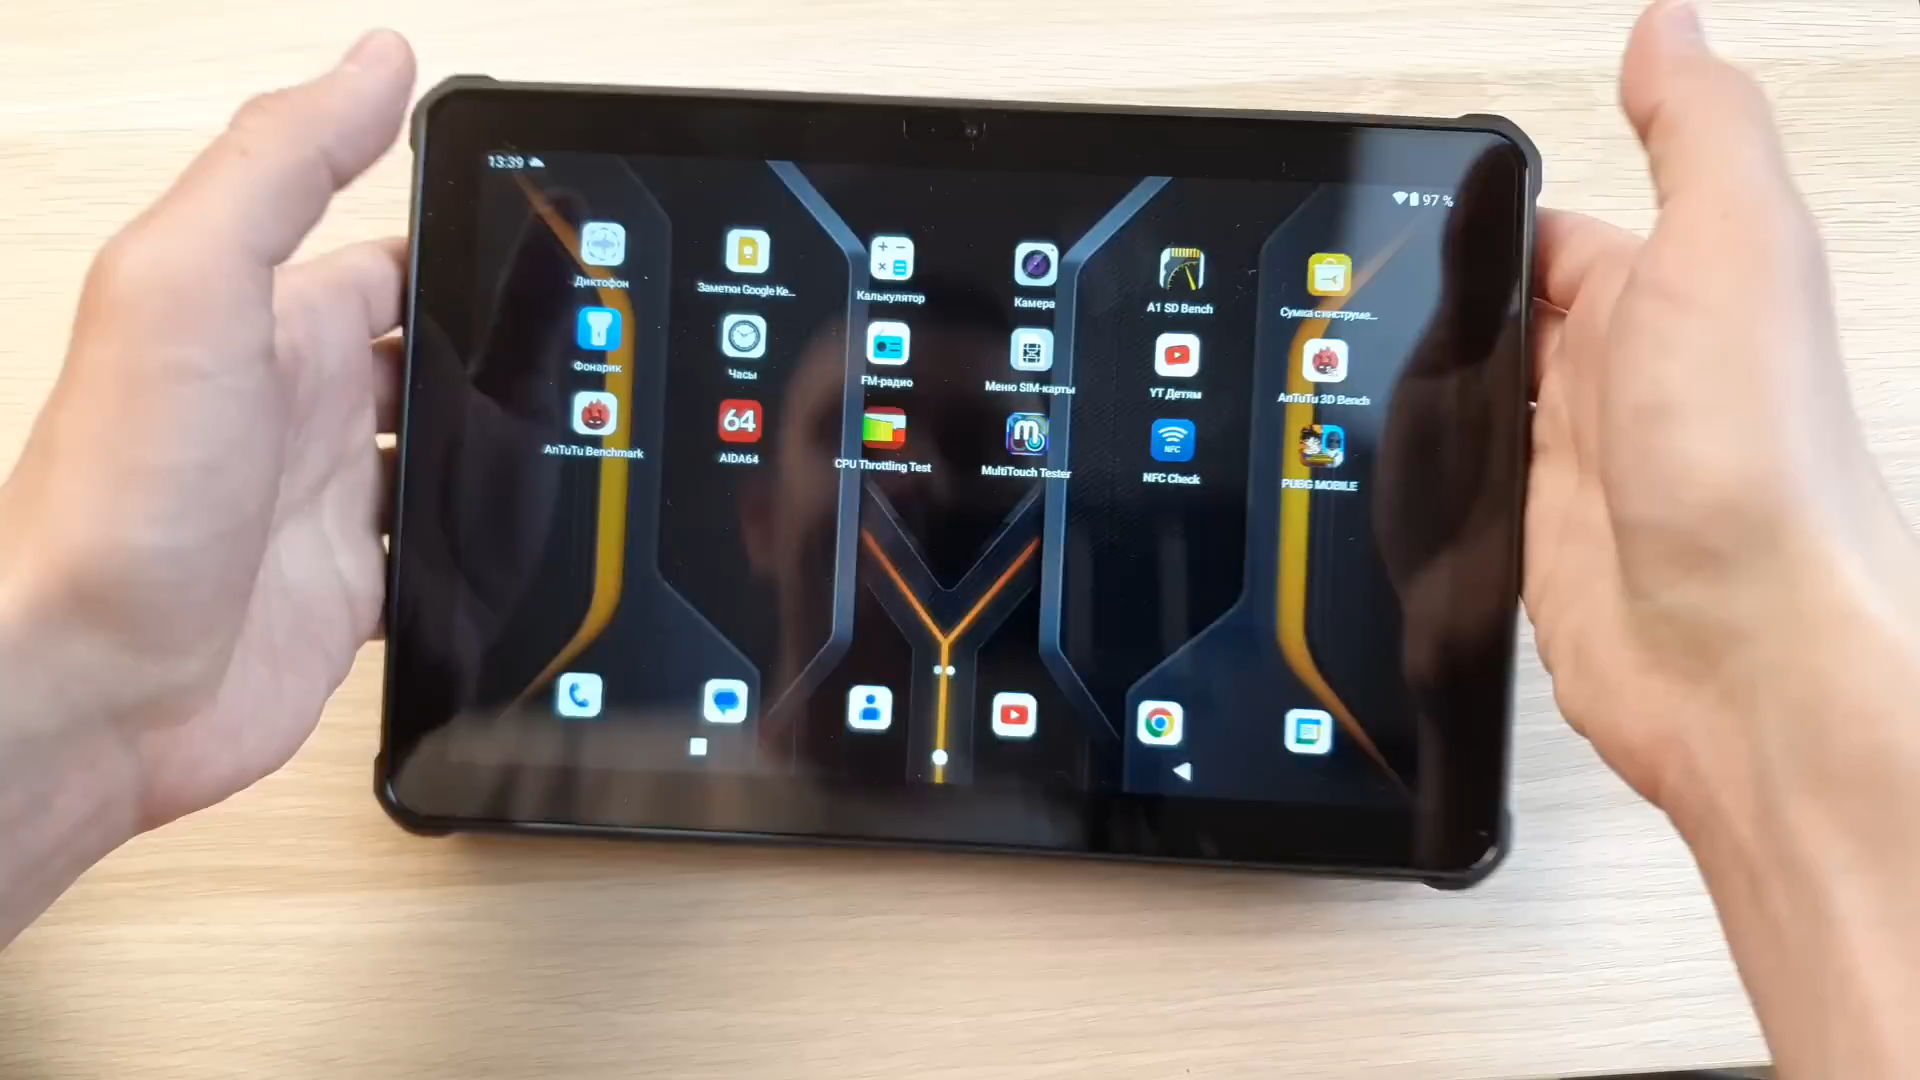 13:39
97 %
Диктофон
Заметки Google Ke...
Калькулятор
Камера
A1 SD Bench
Сумка с инструме...
Фонарик
Часы
FM-радио
Меню SIM-карты
YT Детям
AnTuTu 3D Bench
AnTuTu Benchmark
64
AIDA64
CPU Throttling Test
m
MultiTouch Tester
NFC
NFC Check
PUBG MOBILE